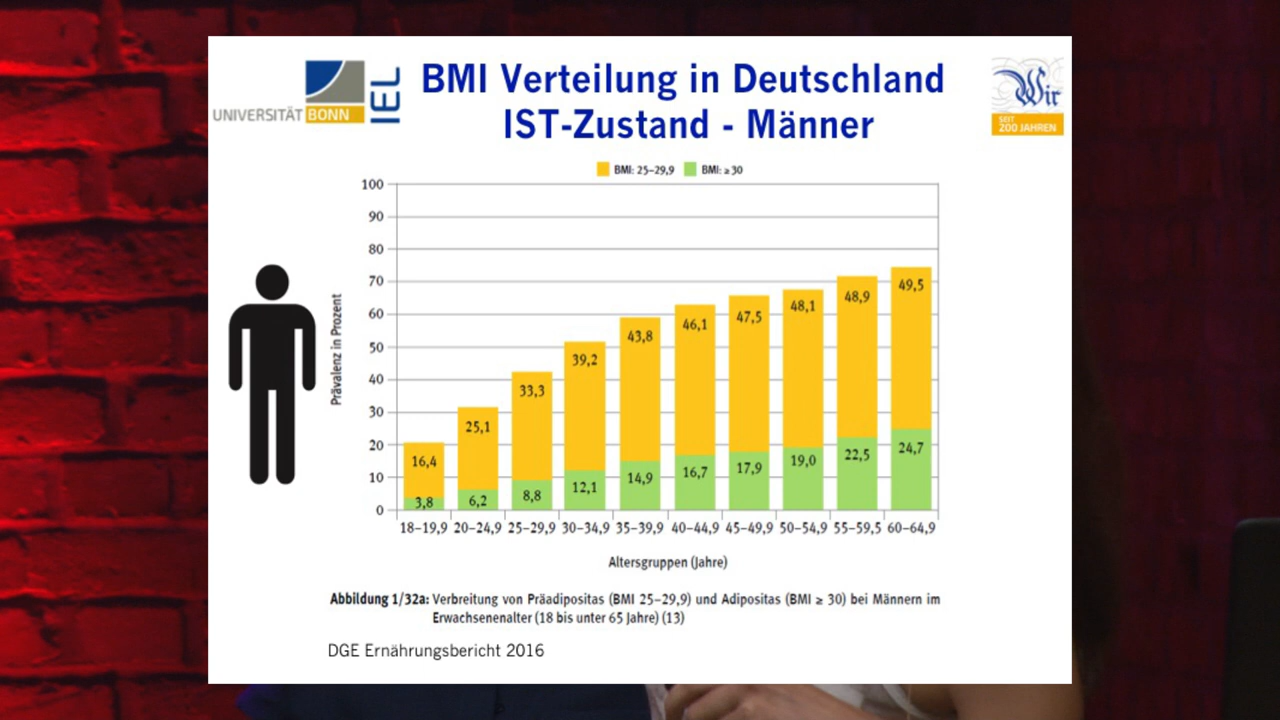 UNIVERSITÄT BONN
IEL
BMI Verteilung in Deutschland
IST-Zustand - Männer
Wir
SEIT
200 JAHREN
BMI: 25–29,9 BMI: ≥ 30
Prävalenz in Prozent
100
90
80
70
60
50
40
30
20
10
0
16,4 25,1 33,3 39,2 43,8 46,1 47,5 48,1 48,9 49,5
3,8 6,2 8,8 12,1 14,9 16,7 17,9 19,0 22,5 24,7
18–19,9 20–24,9 25–29,9 30–34,9 35–39,9 40–44,9 45–49,9 50–54,9 55–59,5 60–64,9
Altersgruppen (Jahre)
Abbildung 1/32a: Verbreitung von Präadipositas (BMI 25–29,9) und Adipositas (BMI ≥ 30) bei Männern im
Erwachsenenalter (18 bis unter 65 Jahre) (13)
DGE Ernährungsbericht 2016